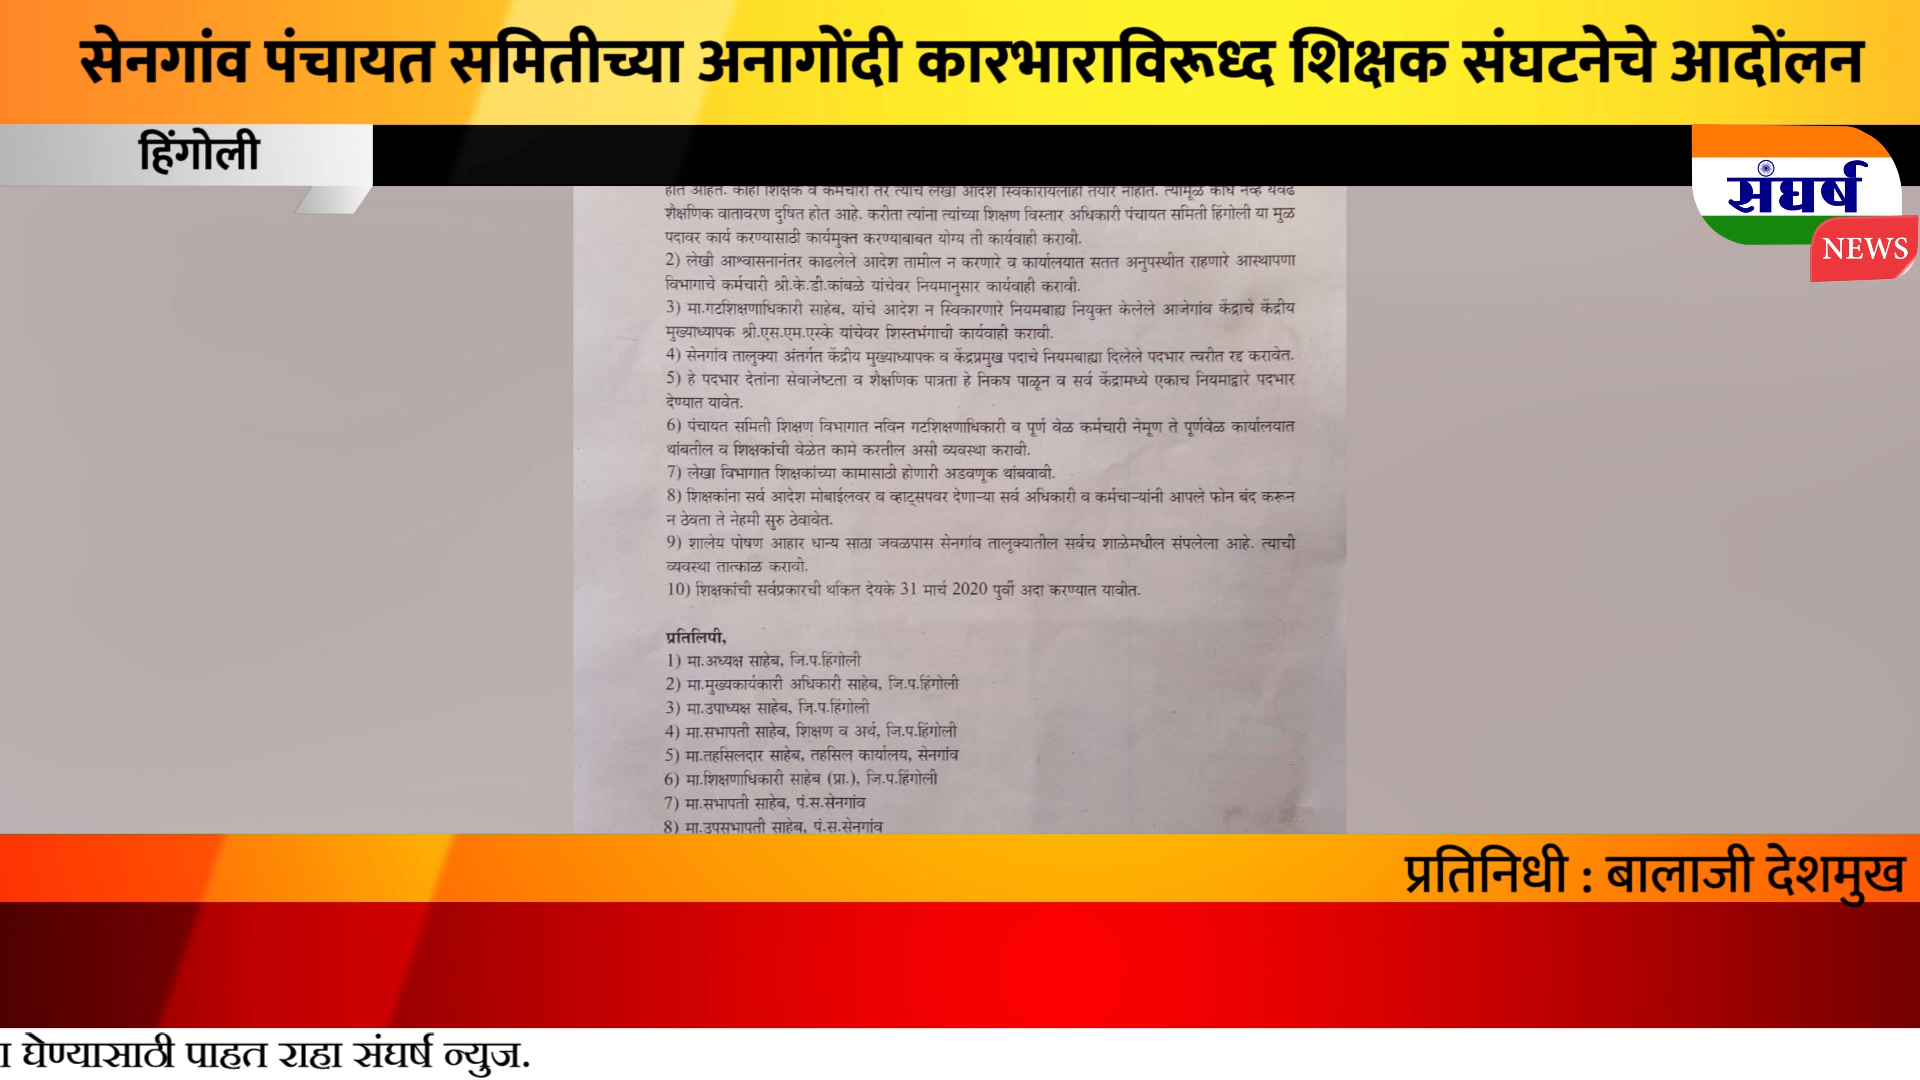 सेनगांव पंचायत समितीच्या अनागोंदी कारभाराविरूध्द शिक्षक संघटनेचे आदोंलन
हिंगोली
संघर्ष
NEWS
होत आहेत. काही शिक्षक व कर्मचारी तर त्यांचे लेखी आदेश स्विकारायलाही तयार नाहीत. त्यामूळे
शैक्षणिक वातावरण दुषित होत आहे. करीता त्यांना त्यांच्या शिक्षण विस्तार अधिकारी पंचायत समिती हिंगोली या मुळ
पदावर कार्य करण्यासाठी कार्यमुक्त करण्याबाबत योग्य ती कार्यवाही करावी.
2) लेखी आश्वासनानंतर काढलेले आदेश तामील न करणारे व कार्यालयात सतत अनुपस्थीत राहणारे आस्थापणा
विभागाचे कर्मचारी श्री.के.डी.कांबळे यांचेवर नियमानुसार कार्यवाही करावी.
3) मा.गटशिक्षणाधिकारी साहेब, यांचे आदेश न स्विकारणारे नियमबाह्य नियुक्त केलेले आजेगांव केंद्राचे केंद्रीय
मुख्याध्यापक श्री.एस.एम.एस्के यांचेवर शिस्तभंगाची कार्यवाही करावी.
4) सेनगांव तालुक्या अंतर्गत केंद्रीय मुख्याध्यापक व केंद्रप्रमुख पदाचे नियमबाह्या दिलेले पदभार त्वरीत रद्द करावेत.
5) हे पदभार देतांना सेवाजेष्टता व शैक्षणिक पात्रता हे निकष पाळून व सर्व केंद्रामध्ये एकाच नियमाद्वारे पदभार
देण्यात यावेत.
6) पंचायत समिती शिक्षण विभागात नविन गटशिक्षणाधिकारी व पूर्ण वेळ कर्मचारी नेमूण ते पूर्णवेळ कार्यालयात
थांबतील व शिक्षकांची वेळेत कामे करतील असी व्यवस्था करावी.
7) लेखा विभागात शिक्षकांच्या कामासाठी होणारी अडवणूक थांबवावी.
8) शिक्षकांना सर्व आदेश मोबाईलवर व व्हाट्सपवर देणाऱ्या सर्व अधिकारी व कर्मचाऱ्यांनी आपले फोन बंद करून
न ठेवता ते नेहमी सुरु ठेवावेत.
9) शालेय पोषण आहार धान्य साठा जवळपास सेनगांव तालूक्यातील सर्वच शाळेमधील संपलेला आहे. त्याची
व्यवस्था तात्काळ करावी.
10) शिक्षकांची सर्वप्रकारची थकित देयके 31 मार्च 2020 पुर्वी अदा करण्यात यावीत.
प्रतिलिपी,
1) मा.अध्यक्ष साहेब, जि.प.हिंगोली
2) मा.मुख्यकार्यकारी अधिकारी साहेब, जि.प.हिंगोली
3) मा.उपाध्यक्ष साहेब, जि.प.हिंगोली
4) मा.सभापती साहेब, शिक्षण व अर्थ, जि.प.हिंगोली
5) मा.तहसिलदार साहेब, तहसिल कार्यालय, सेनगांव
6) मा.शिक्षणाधिकारी साहेब (प्रा.), जि.प.हिंगोली
7) मा.सभापती साहेब, पं.स.सेनगांव
8) मा.उपसभापती साहेब, पं.स.सेनगांव
प्रतिनिधी : बालाजी देशमुख
घेण्यासाठी पाहत राहा संघर्ष न्युज.